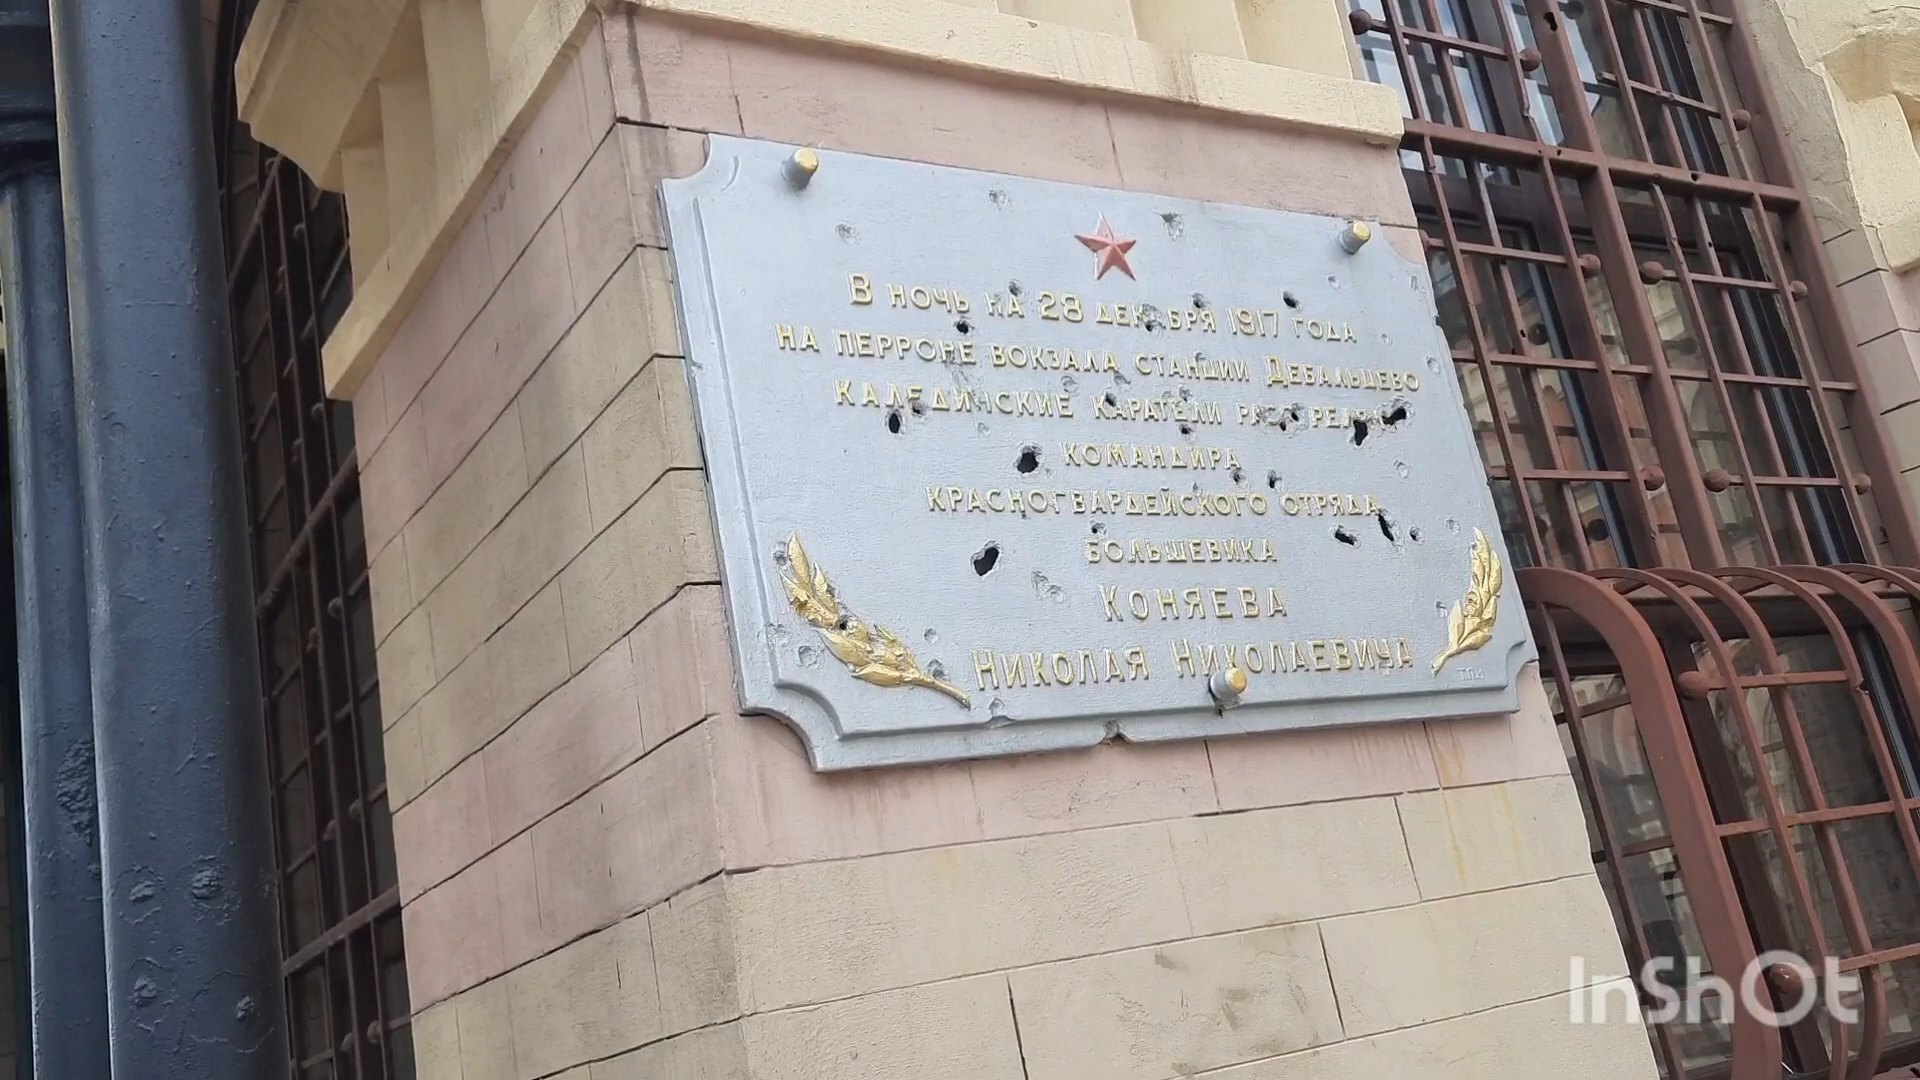 В ночь на 28 декабря 1917 года
на перроне вокзала станции Дебальцево
каледичские каратели расстреляли
командира
красногвардейского отряда
большевика
Коняева
Николая Николаевича
InShOt